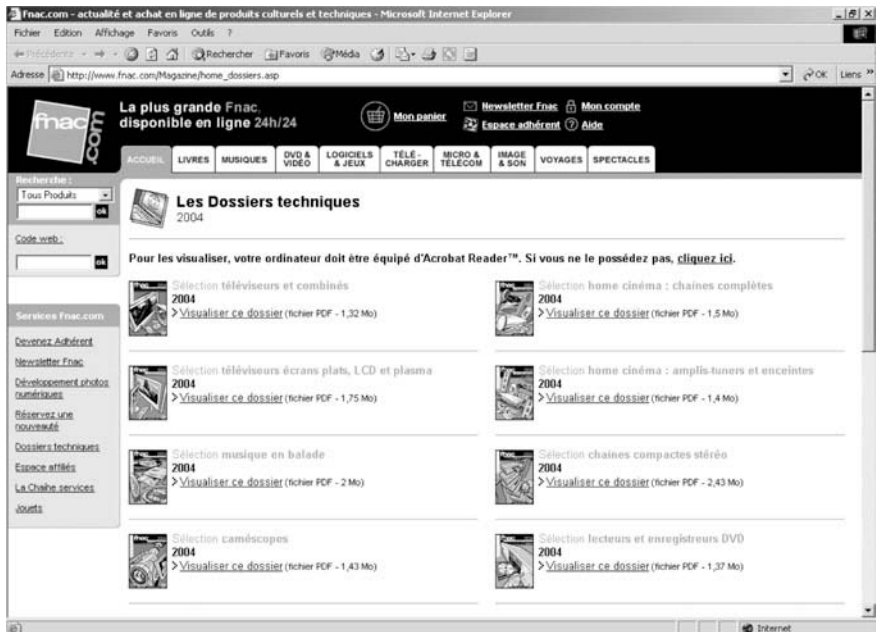 Fnac.com - actualité et achat en ligne de produits culturels et techniques - Microsoft Internet Explorer
Fichier Edition Affichage Favoris Outils ?
Précédente Rechercher Favoris Média
Adresse http://www.fnac.com/Magazine/home_dossiers.asp OK Liens »
fnac.com
La plus grande Fnac.
disponible en ligne 24h/24
Mon panier
Newsletter Fnac Mon compte
Espace adhérent Aide
ACCUEIL LIVRES MUSIQUES DVD & VIDÉO LOGICIELS & JEUX TÉLÉ-CHARGER MICRO & TÉLÉCOM IMAGE & SON VOYAGES SPECTACLES
Recherche :
Tous Produits
ok
Code web :
ok
Services Fnac.com
Devenez Adhérent
Newsletter Fnac
Développement photos
numériques
Réservez une
nouveauté
Dossiers techniques
Espace affiliés
La Chaîne services
Jouets
Les Dossiers techniques
2004
Pour les visualiser, votre ordinateur doit être équipé d'Acrobat Reader™. Si vous ne le possédez pas, cliquez ici.
Sélection téléviseurs et combinés
2004
> Visualiser ce dossier (fichier PDF - 1,32 Mo)
Sélection home cinéma : chaînes complètes
2004
> Visualiser ce dossier (fichier PDF - 1,5 Mo)
Sélection téléviseurs écrans plats, LCD et plasma
2004
> Visualiser ce dossier (fichier PDF - 1,75 Mo)
Sélection home cinéma : amplis-tuners et enceintes
2004
> Visualiser ce dossier (fichier PDF - 1,4 Mo)
Sélection musique en balade
2004
> Visualiser ce dossier (fichier PDF - 2 Mo)
Sélection chaînes compactes stéréo
2004
> Visualiser ce dossier (fichier PDF - 2,43 Mo)
Sélection caméscopes
2004
> Visualiser ce dossier (fichier PDF - 1,43 Mo)
Sélection lecteurs et enregistreurs DVD
2004
> Visualiser ce dossier (fichier PDF - 1,37 Mo)
Internet